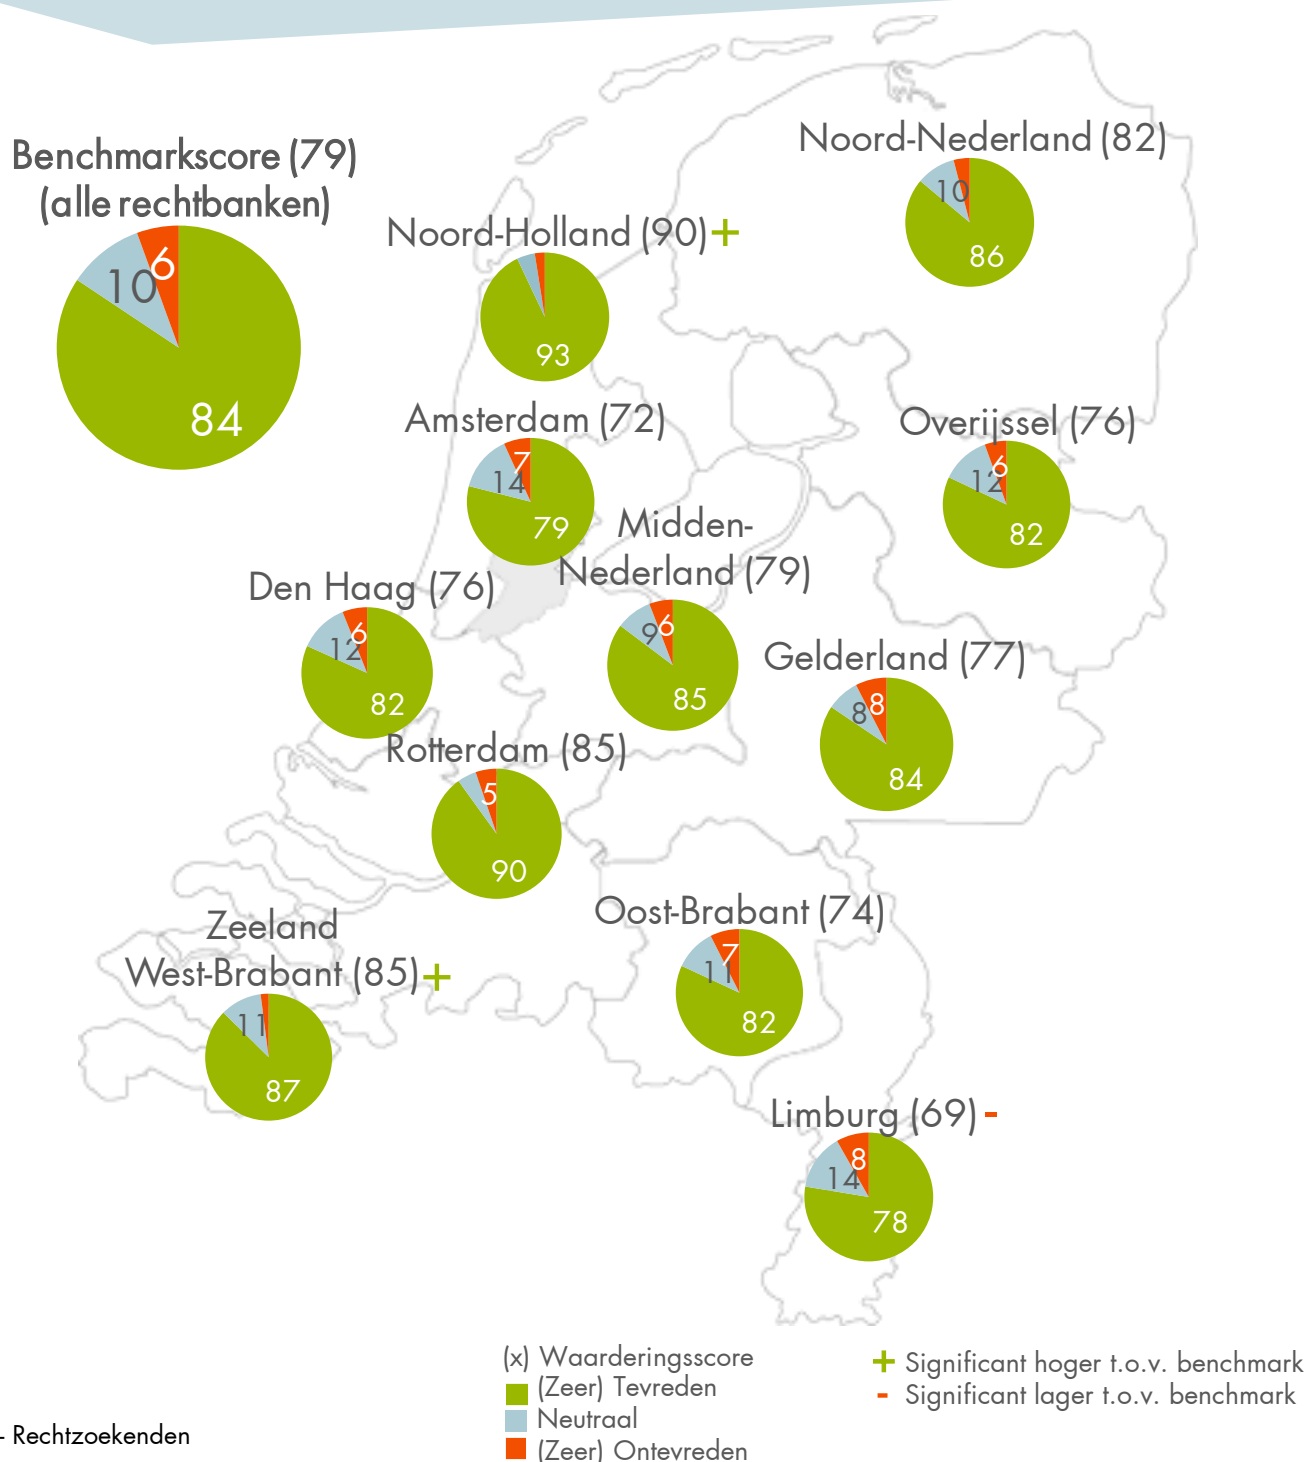 Benchmarkscore (79)
(alle rechtbanken)
10
6
84
Noord-Nederland (82)
10
86
Noord-Holland (90) +
93
Amsterdam (72)
7
14
79
Overijssel (76)
6
12
82
Midden-
Nederland (79)
9
6
85
Den Haag (76)
6
12
82
Gelderland (77)
8
8
84
Rotterdam (85)
5
90
Oost-Brabant (74)
7
11
82
Zeeland
West-Brabant (85) +
11
87
Limburg (69) -
8
14
78
(x) Waarderingsscore
(Zeer) Tevreden
Neutraal
(Zeer) Ontevreden
+ Significant hoger t.o.v. benchmark
- Significant lager t.o.v. benchmark
- Rechtzoekenden